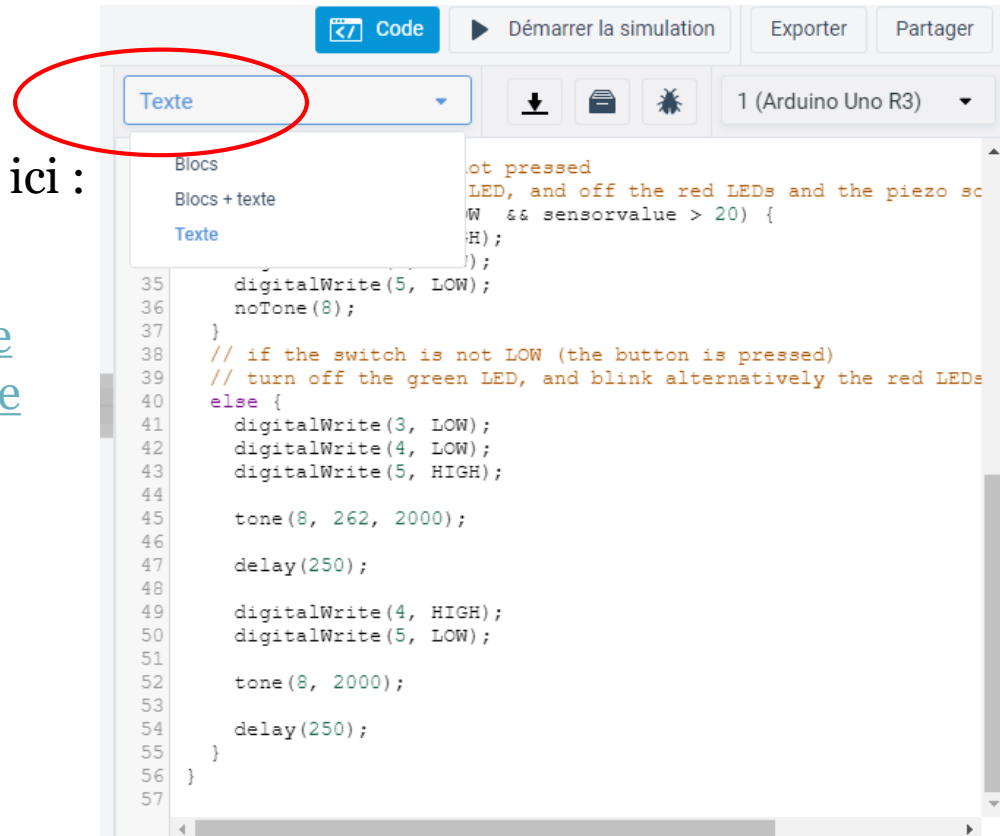 Code
Démarrer la simulation
Exporter
Partager
Texte
1 (Arduino Uno R3)
ici :
Blocs
Blocs + texte
Texte
pressed
LED, and off the red LEDs and the piezo
&& sensorvalue > 20) {
);
);
35 digitalWrite(5, LOW);
36 noTone(8);
37 }
38 // if the switch is not LOW (the button is pressed)
39 // turn off the green LED, and blink alternatively the red LEDs
40 else {
41 digitalWrite(3, LOW);
42 digitalWrite(4, LOW);
43 digitalWrite(5, HIGH);
44
45 tone(8, 262, 2000);
46
47 delay(250);
48
49 digitalWrite(4, HIGH);
50 digitalWrite(5, LOW);
51
52 tone(8, 2000);
53
54 delay(250);
55 }
56 }
57